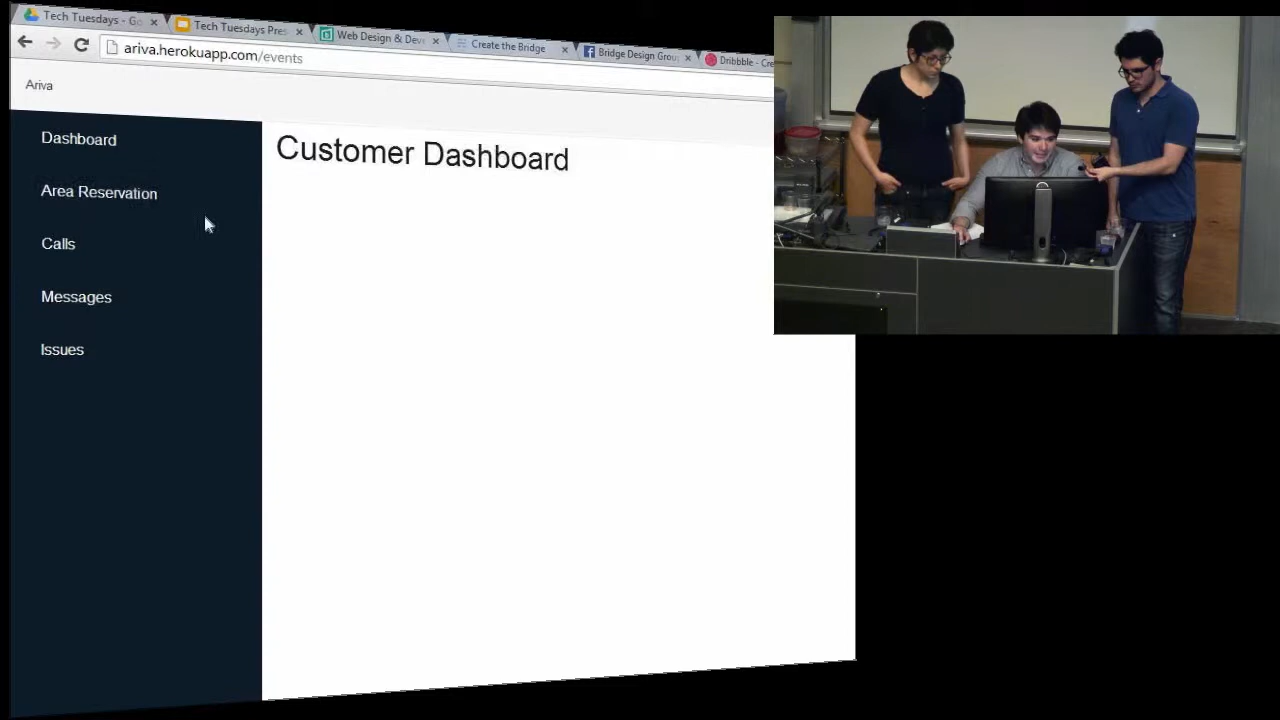 Tech Tuesdays - Go
Tech Tuesdays Pres
Web Design & Dev
Create the Bridge
Bridge Design Grou
Dribbble - Cre
ariva.herokuapp.com/events
Ariva
Dashboard
Customer Dashboard
Area Reservation
Calls
Messages
Issues